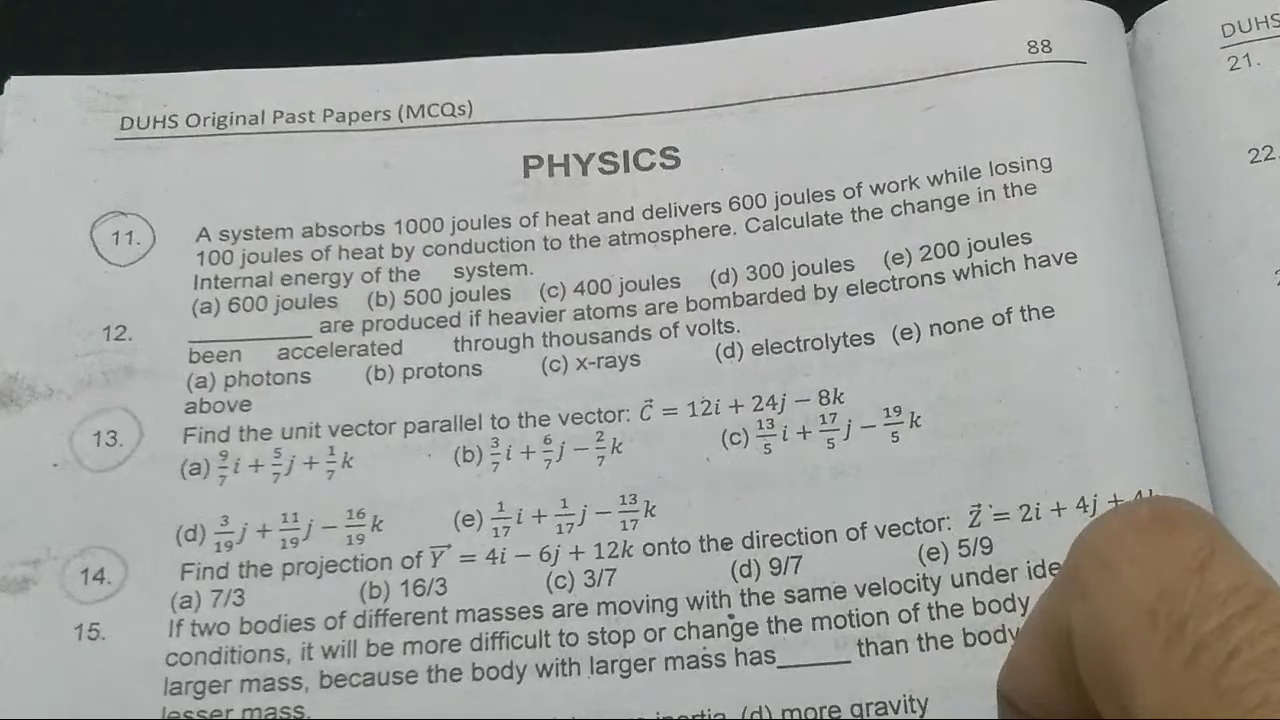 88
DUHS Original Past Papers (MCQs)
PHYSICS
11. A system absorbs 1000 joules of heat and delivers 600 joules of work while losing
100 joules of heat by conduction to the atmosphere. Calculate the change in the
Internal energy of the system.
(a) 600 joules (b) 500 joules (c) 400 joules (d) 300 joules (e) 200 joules
12. ________ are produced if heavier atoms are bombarded by electrons which have
been accelerated through thousands of volts.
(a) photons (b) protons (c) x-rays (d) electrolytes (e) none of the
above
13. Find the unit vector parallel to the vector: C⃗ = 12i + 24j − 8k
(a) 9/7 i + 5/7 j + 1/7 k (b) 3/7 i + 6/7 j − 2/7 k (c) 13/5 i + 17/5 j − 19/5 k
(d) 3/19 j + 11/19 j − 16/19 k (e) 1/17 i + 1/17 j − 13/17 k
14. Find the projection of Y⃗ = 4i − 6j + 12k onto the direction of vector: Z⃗ = 2i + 4j +
(a) 7/3 (b) 16/3 (c) 3/7 (d) 9/7 (e) 5/9
15. If two bodies of different masses are moving with the same velocity under
conditions, it will be more difficult to stop or change the motion of the body
larger mass, because the body with larger mass has_____ than the body
lesser mass.
(d) more gravity
DUHS
21.
22.